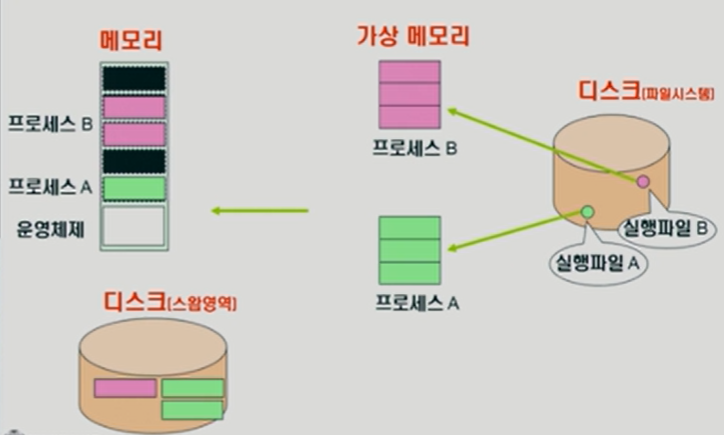 메모리
가상 메모리
디스크[파일시스템]
프로세스 B
프로세스 B
프로세스 A
운영체제
실행파일 B
실행파일 A
프로세스 A
디스크[스왑영역]